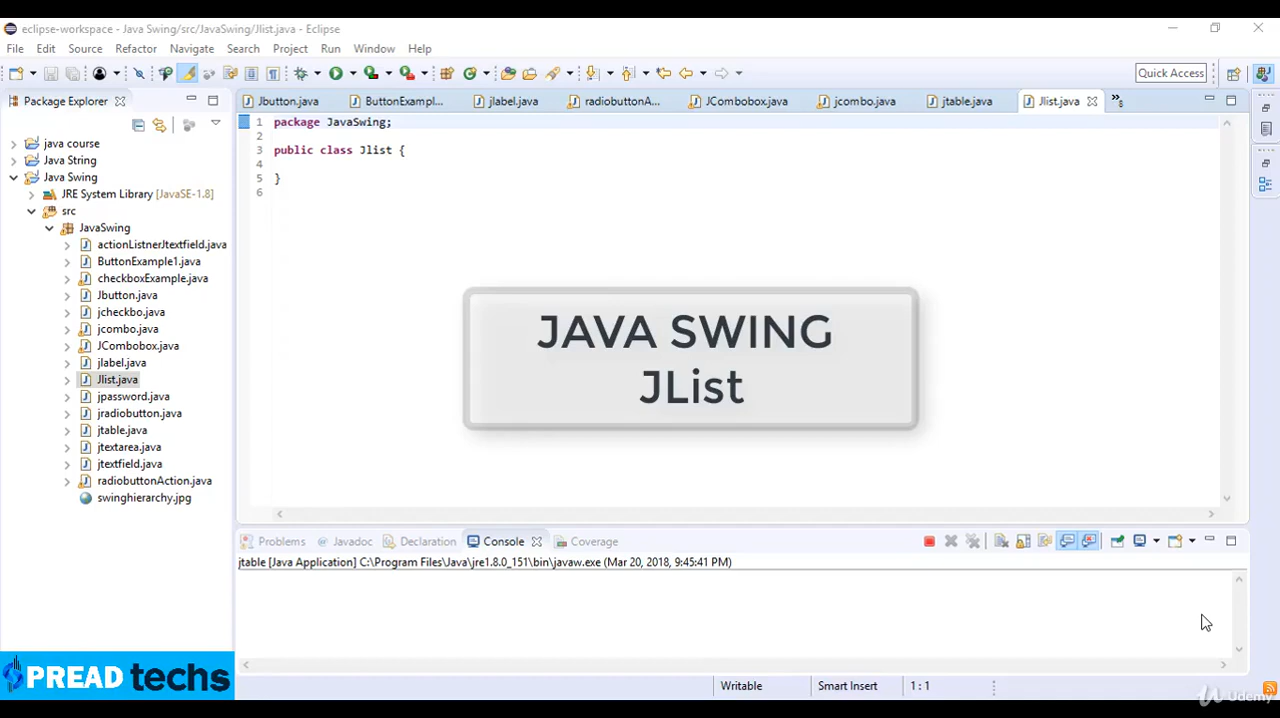 eclipse-workspace - Java Swing/src/JavaSwing/Jlist.java - Eclipse
File Edit Source Refactor Navigate Search Project Run Window Help
Quick Access
Package Explorer
Jbutton.java ButtonExampl... jlabel.java radiobuttonA... JCombobox.java jcombo.java jtable.java Jlist.java »8
java course
Java String
Java Swing
JRE System Library [JavaSE-1.8]
src
JavaSwing
actionListnerJtextfield.java
ButtonExample1.java
checkboxExample.java
Jbutton.java
jcheckbo.java
jcombo.java
JCombobox.java
jlabel.java
Jlist.java
jpassword.java
jradiobutton.java
jtable.java
jtextarea.java
jtextfield.java
radiobuttonAction.java
swinghierarchy.jpg
1 package JavaSwing;
2
3 public class Jlist {
4
5 }
6
JAVA SWING
JList
Problems Javadoc Declaration Console Coverage
jtable [Java Application] C:\Program Files\Java\jre1.8.0_151\bin\javaw.exe (Mar 20, 2018, 9:45:41 PM)
SPREAD techs
Writable Smart Insert 1 : 1
Udemy